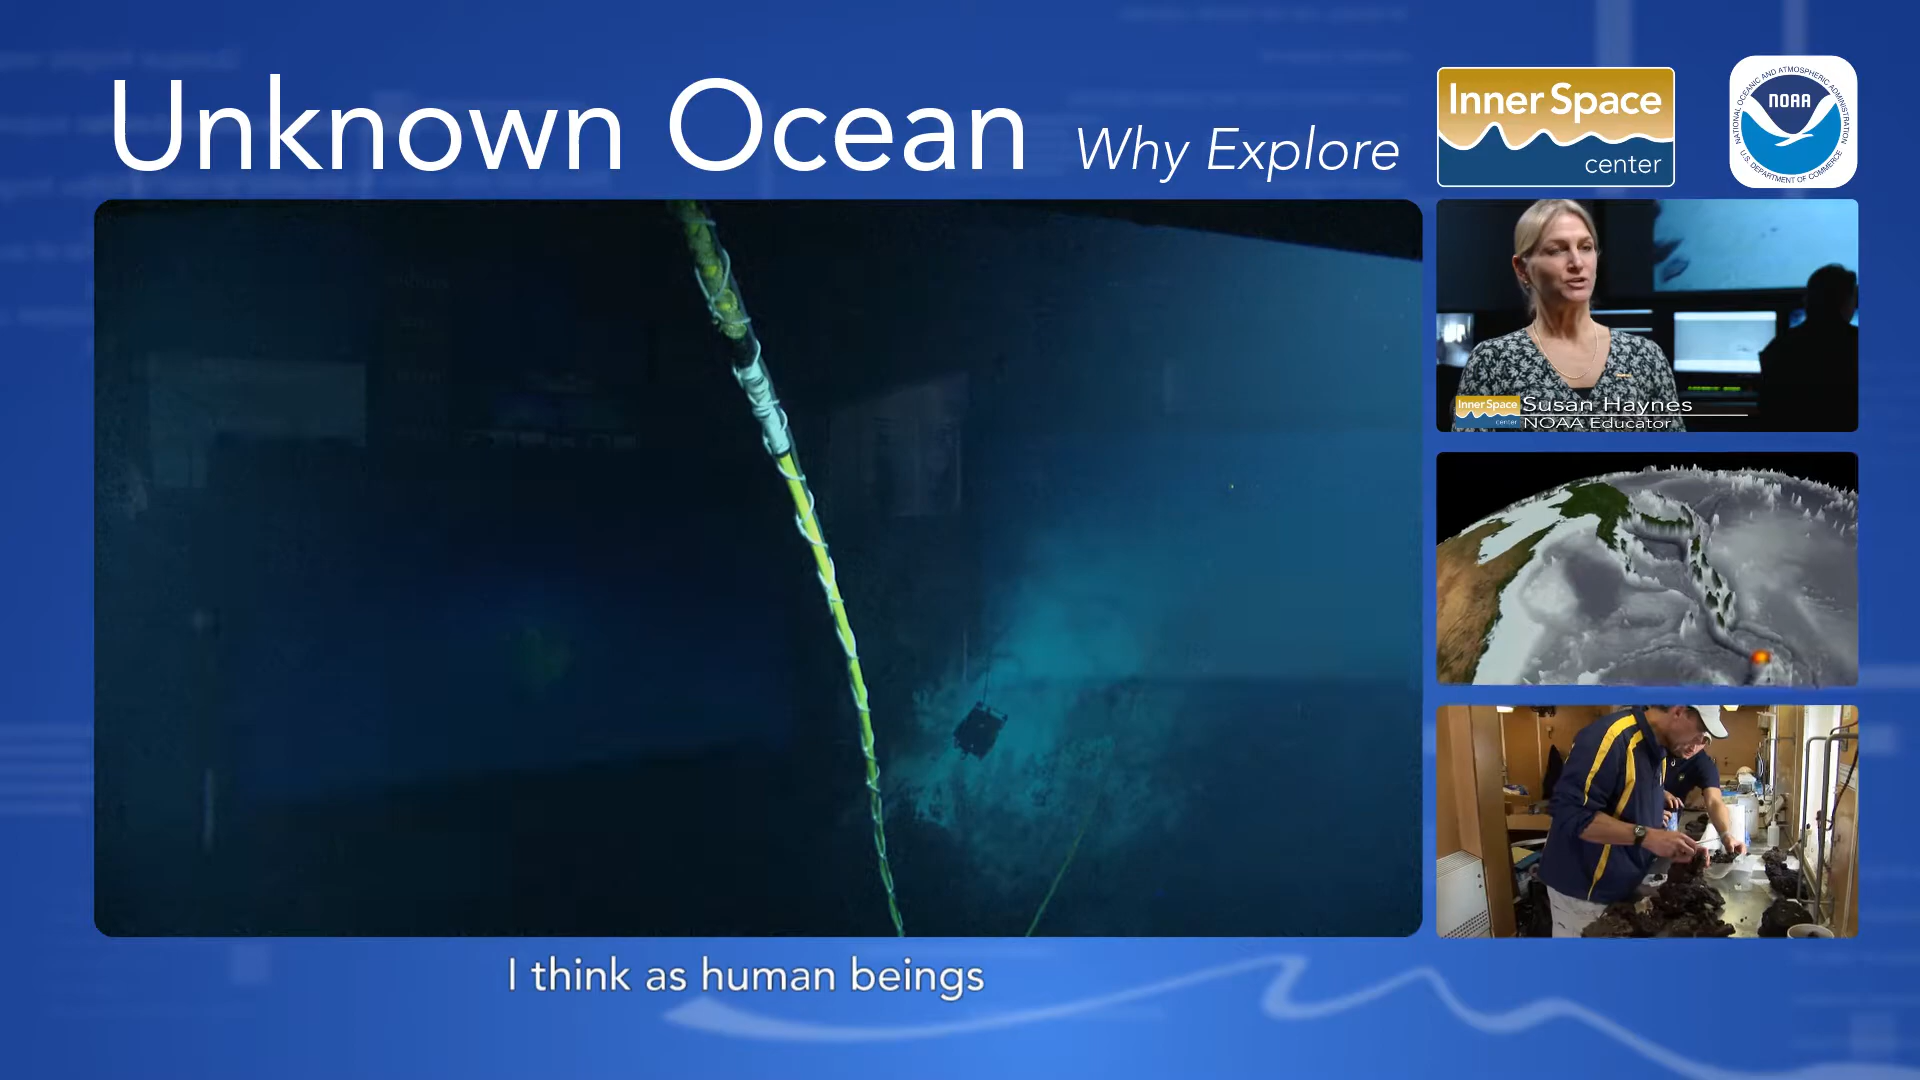 Unknown Ocean Why Explore
Inner Space
center
NATIONAL OCEANIC AND ATMOSPHERIC ADMINISTRATION
NOAA
U.S. DEPARTMENT OF COMMERCE
Inner Space
center
Susan Haynes
NOAA Educator
I think as human beings